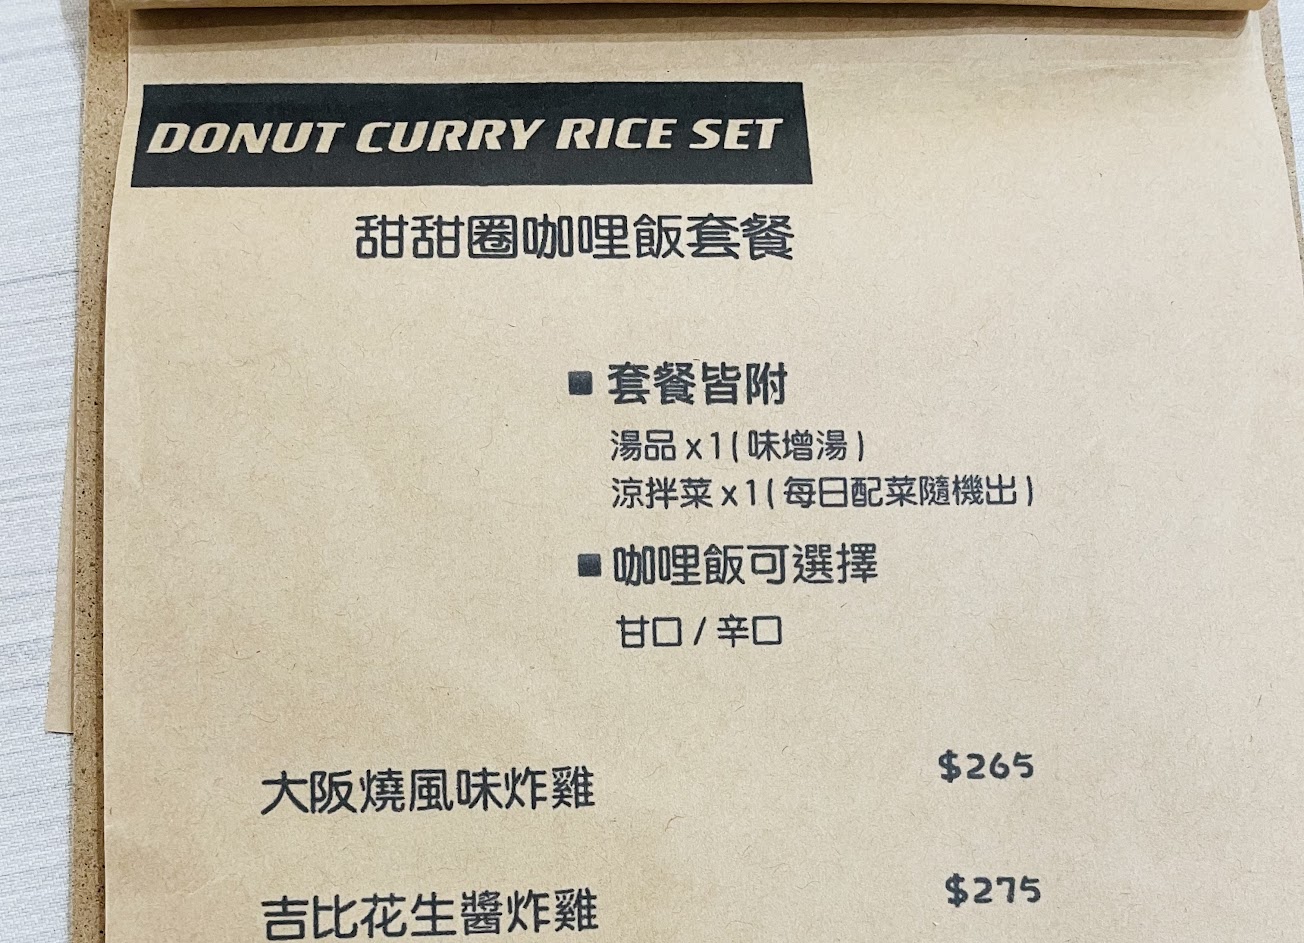 DONUT CURRY RICE SET
甜甜圈咖哩飯套餐
■ 套餐皆附
湯品 x 1 ( 味增湯 )
涼拌菜 x 1 ( 每日配菜隨機出 )
■ 咖哩飯可選擇
甘口 / 辛口
大阪燒風味炸雞 $265
吉比花生醬炸雞 $275